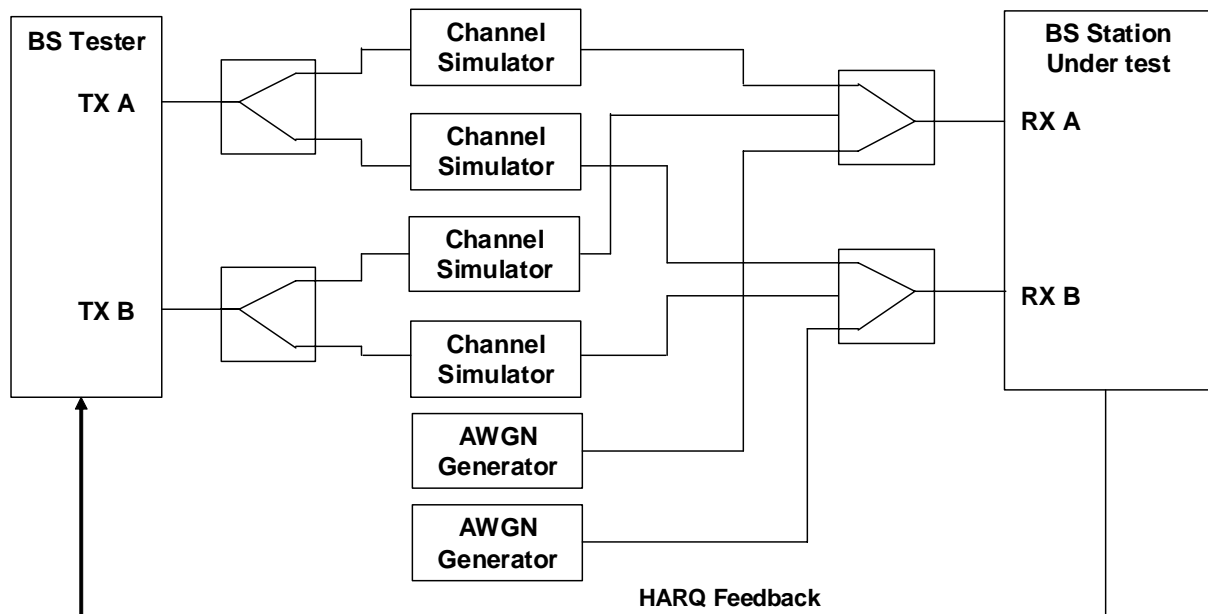 BS Tester
TX A
TX B
Channel
Simulator
Channel
Simulator
Channel
Simulator
Channel
Simulator
AWGN
Generator
AWGN
Generator
BS Station
Under test
RX A
RX B
HARQ Feedback